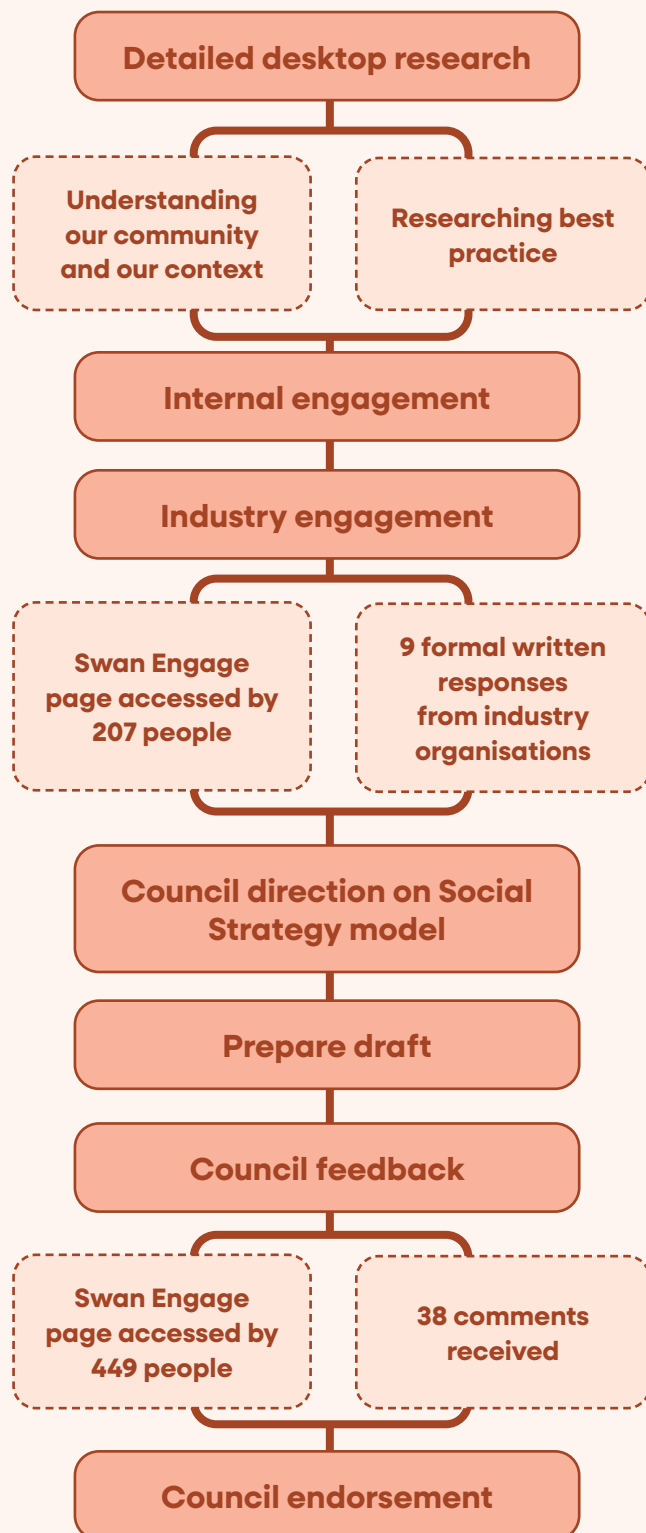 Detailed desktop research
Understanding
our community
and our context
Researching best
practice
Internal engagement
Industry engagement
Swan Engage
page accessed by
207 people
9 formal written
responses
from industry
organisations
Council direction on Social
Strategy model
Prepare draft
Council feedback
Swan Engage
page accessed by
449 people
38 comments
received
Council endorsement